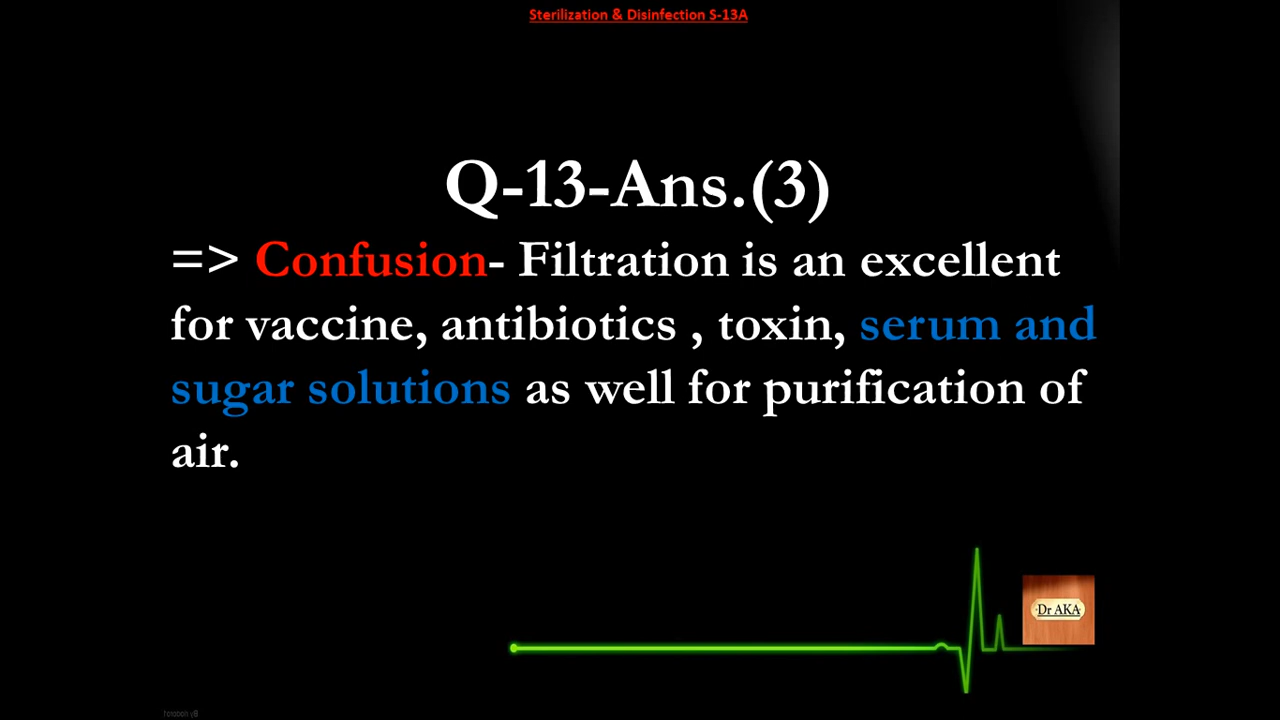 Sterilization & Disinfection S-13A
Q-13-Ans.(3)
=> Confusion- Filtration is an excellent
for vaccine, antibiotics , toxin, serum and
sugar solutions as well for purification of
air.
Dr AKA